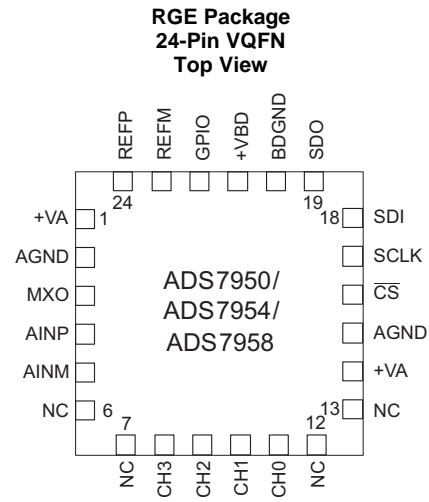 RGE Package
24-Pin VQFN
Top View
REFP
REFM
GPIO
+VBD
BDGND
SDO
24
19
+VA
1
18
SDI
AGND
SCLK
MXO
CS
AINP
AGND
AINM
+VA
NC
6
13
NC
ADS7950/
ADS7954/
ADS7958
7
12
NC
CH3
CH2
CH1
CH0
NC